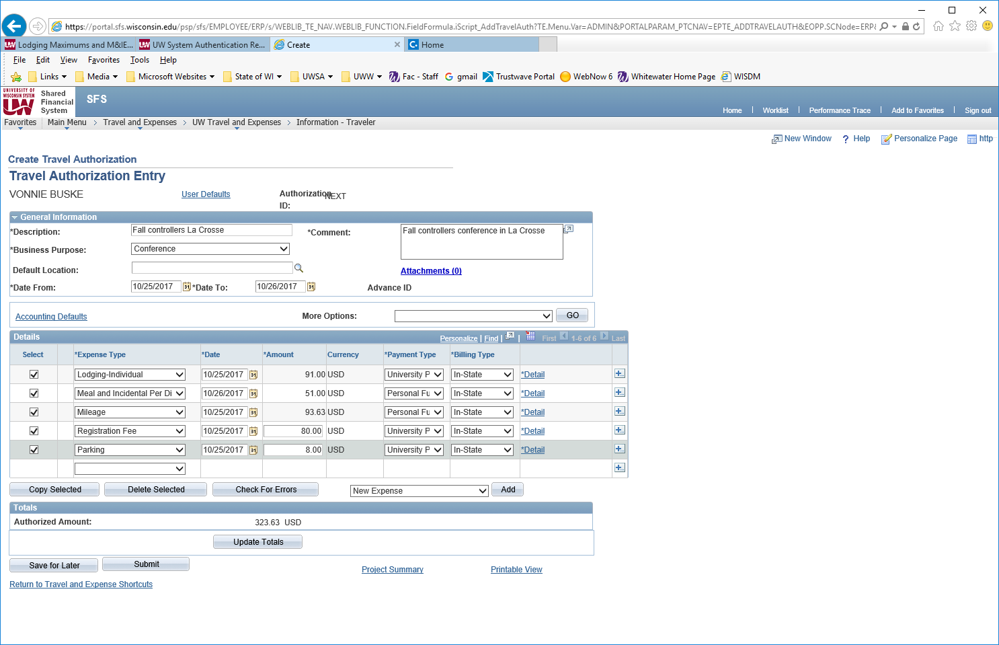 https://portal.sfs.wisconsin.edu/psp/sfs/EMPLOYEE/ERP/s/WEBLIB_TE_NAV.WEBLIB_FUNCTION.FieldFormula.iScript_AddTravelAuth?TE.Menu.Var=ADMIN&PORTALPARAM_PTCNAV=EPTE_ADDTRAVELAUTH&EOPP.SCNode=ERP&
Lodging Maximums and M&IE... UW System Authentication Re... Create Home
File Edit View Favorites Tools Help
Links Media Microsoft Websites State of WI UWSA UWW Fac - Staff gmail Trustwave Portal WebNow 6 Whitewater Home Page WISDM
UNIVERSITY OF
WISCONSIN SYSTEM
UW
Shared
Financial
System
SFS
Home Worklist Performance Trace Add to Favorites Sign out
Favorites Main Menu > Travel and Expenses > UW Travel and Expenses > Information - Traveler
New Window ? Help Personalize Page http
Create Travel Authorization
Travel Authorization Entry
VONNIE BUSKE User Defaults Authorization ID: NEXT
General Information
*Description: Fall controllers La Crosse *Comment: Fall controllers conference in La Crosse
*Business Purpose: Conference
Default Location: Attachments (0)
*Date From: 10/25/2017 31 *Date To: 10/26/2017 31 Advance ID
Accounting Defaults More Options: GO
Details Personalize | Find | | First 1-6 of 6 Last
Select *Expense Type *Date *Amount Currency *Payment Type *Billing Type
Lodging-Individual 10/25/2017 31 91.00 USD University P In-State *Detail
Meal and Incidental Per Di 10/26/2017 31 51.00 USD Personal Fu In-State *Detail
Mileage 10/25/2017 31 93.63 USD Personal Fu In-State *Detail
Registration Fee 10/25/2017 31 80.00 USD University P In-State *Detail
Parking 10/25/2017 31 8.00 USD University P In-State *Detail
Copy Selected Delete Selected Check For Errors New Expense Add
Totals
Authorized Amount: 323.63 USD
Update Totals
Save for Later Submit
Project Summary Printable View
Return to Travel and Expense Shortcuts